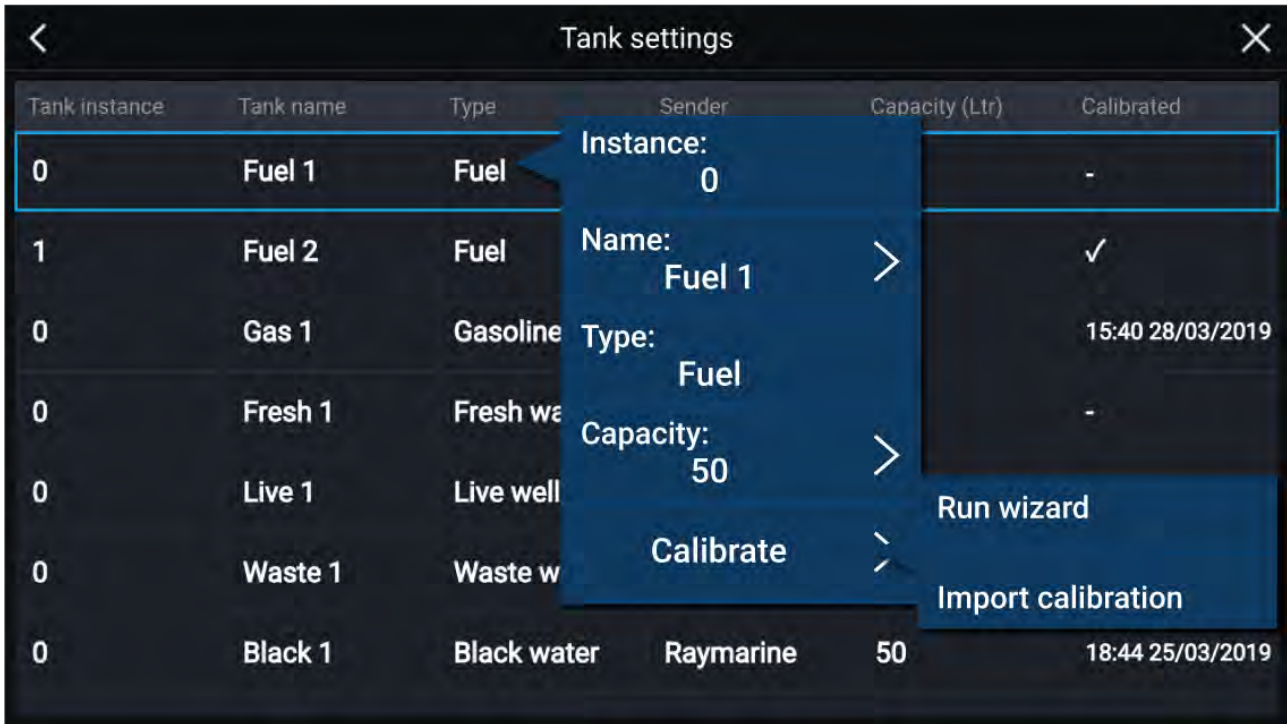 Tank settings
Tank instance Tank name Type Sender Capacity (Ltr) Calibrated
0 Fuel 1 Fuel -
1 Fuel 2 Fuel ✓
0 Gas 1 Gasoline 15:40 28/03/2019
0 Fresh 1 Fresh wa -
0 Live 1 Live well
0 Waste 1 Waste w
0 Black 1 Black water Raymarine 50 18:44 25/03/2019
Instance:
0
Name:
Fuel 1
Type:
Fuel
Capacity:
50
Calibrate
Run wizard
Import calibration